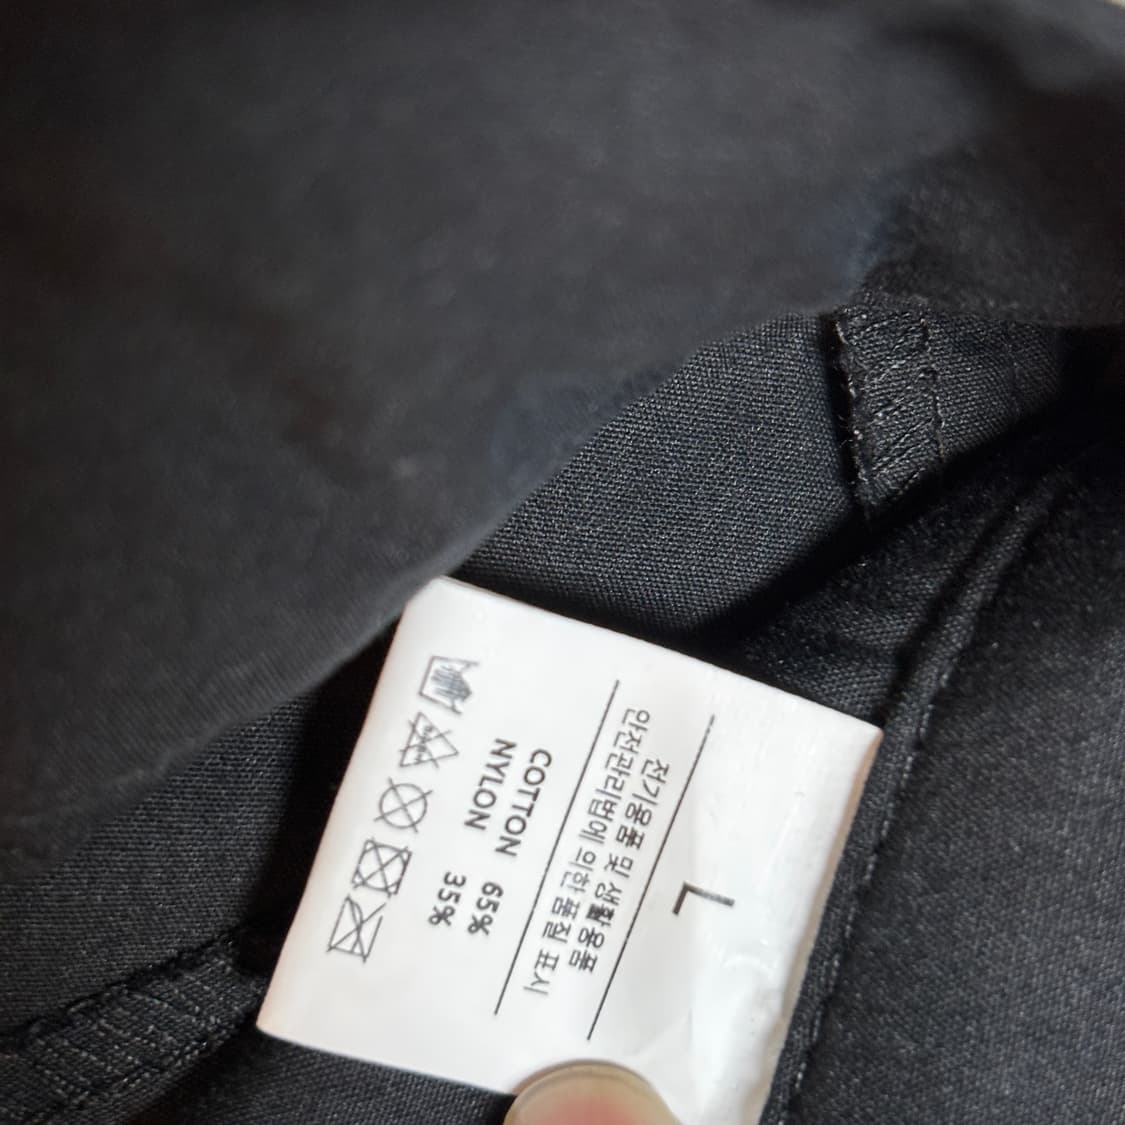 L
전기용품 및 생활용품
안전관리법에 의한 품질 표시
COTTON 65%
NYLON 35%